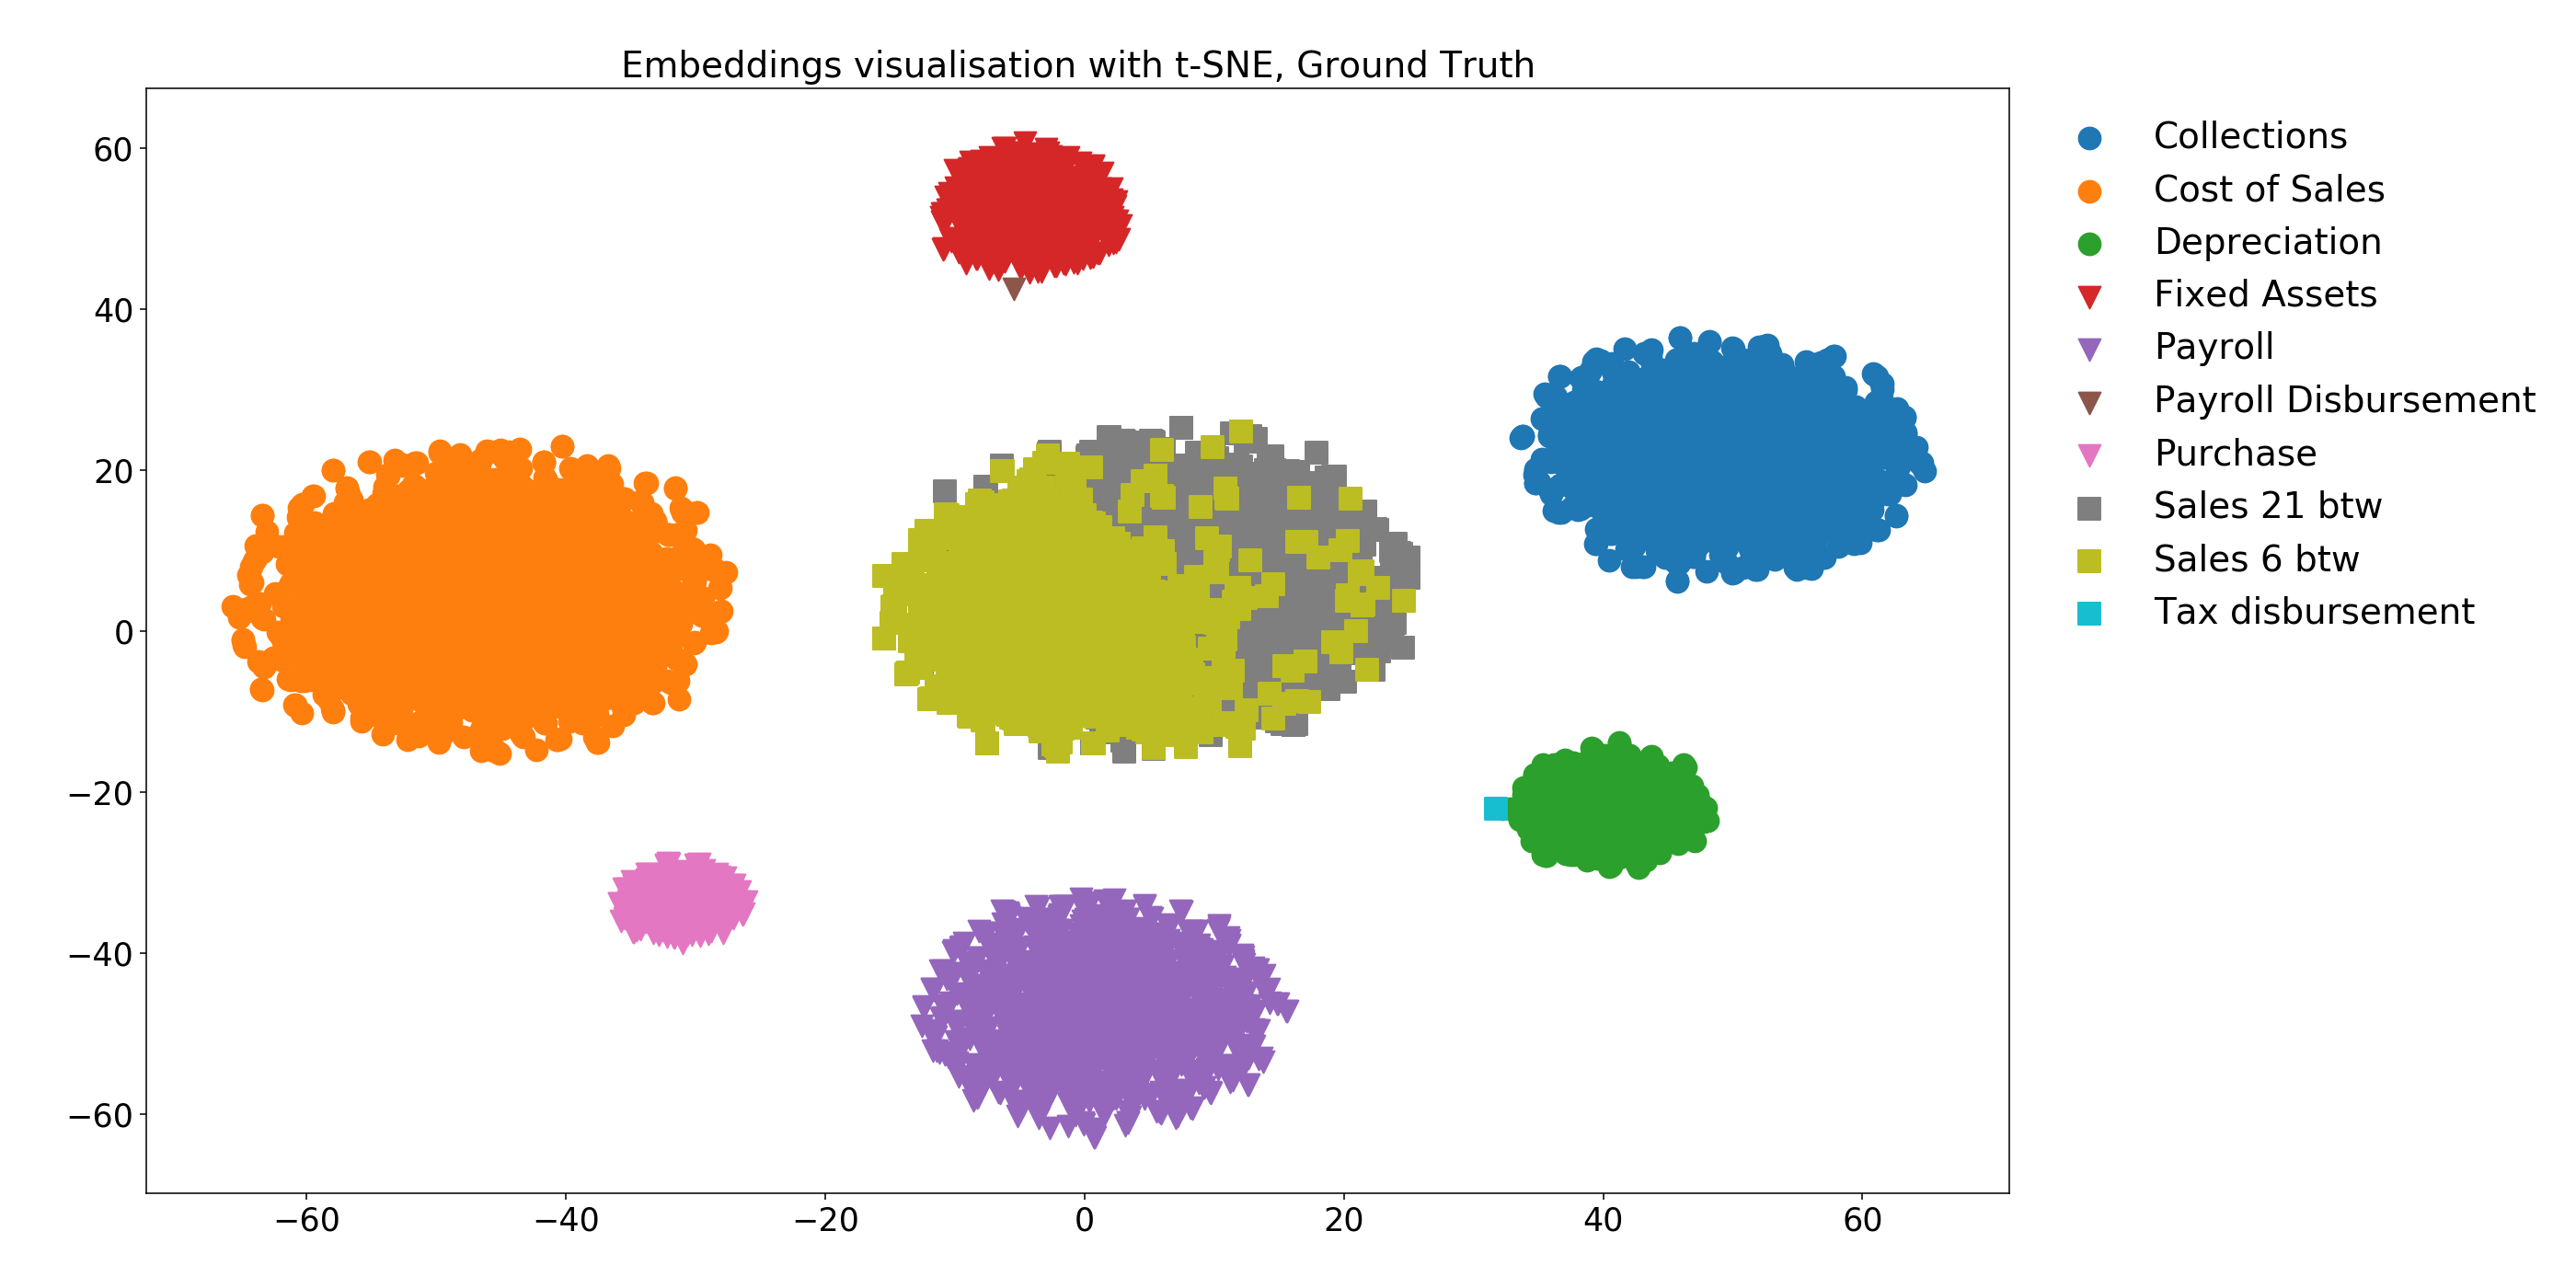 Embeddings visualisation with t-SNE, Ground Truth
60
40
20
0
−20
−40
−60
−60 −40 −20 0 20 40 60
Collections
Cost of Sales
Depreciation
Fixed Assets
Payroll
Payroll Disbursement
Purchase
Sales 21 btw
Sales 6 btw
Tax disbursement